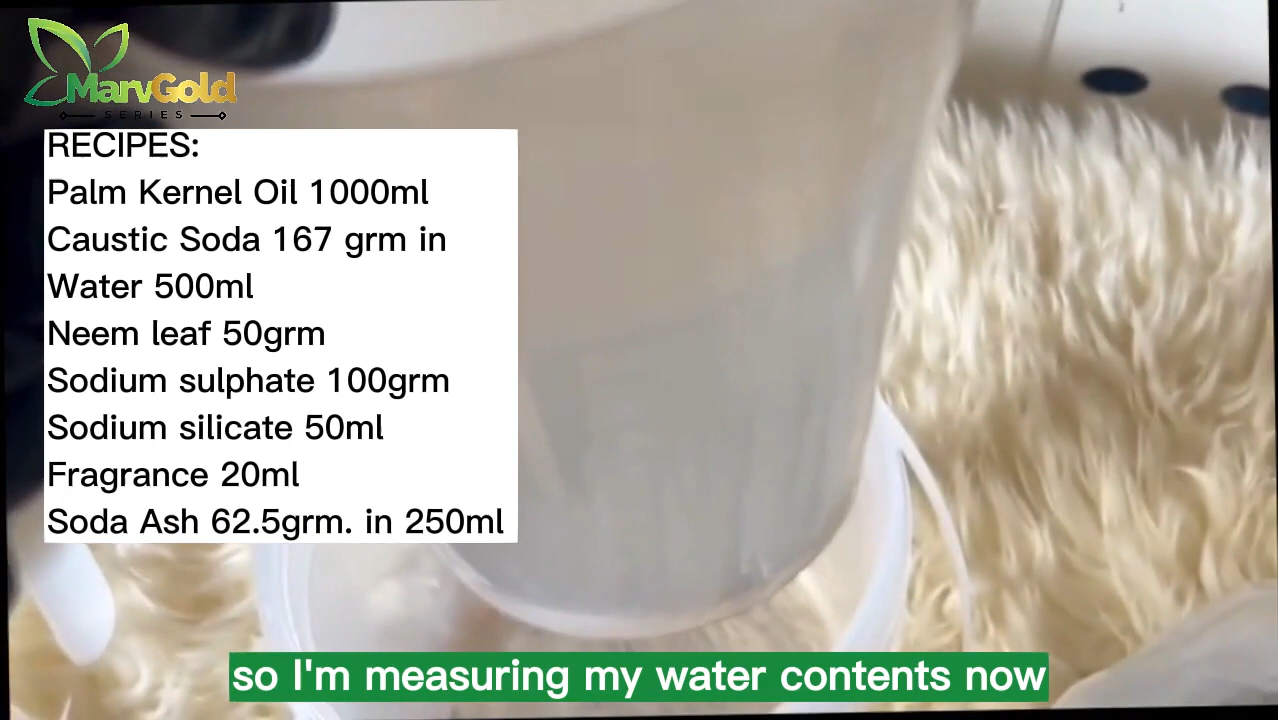 MarvGold
SERIES
RECIPES:
Palm Kernel Oil 1000ml
Caustic Soda 167 grm in
Water 500ml
Neem leaf 50grm
Sodium sulphate 100grm
Sodium silicate 50ml
Fragrance 20ml
Soda Ash 62.5grm. in 250ml
so I'm measuring my water contents now